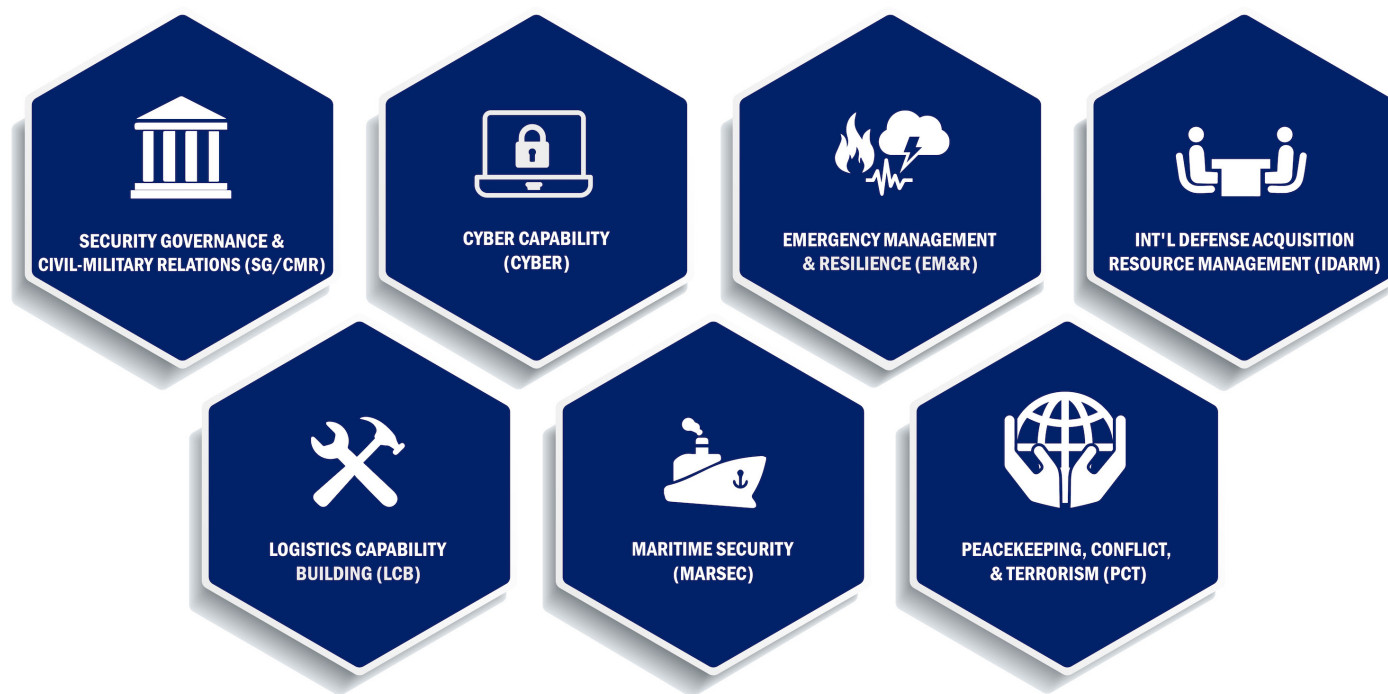 SECURITY GOVERNANCE &
CIVIL-MILITARY RELATIONS (SG/CMR)
CYBER CAPABILITY
(CYBER)
EMERGENCY MANAGEMENT
& RESILIENCE (EM&R)
INT'L DEFENSE ACQUISITION
RESOURCE MANAGEMENT (IDARM)
LOGISTICS CAPABILITY
BUILDING (LCB)
MARITIME SECURITY
(MARSEC)
PEACEKEEPING, CONFLICT,
& TERRORISM (PCT)